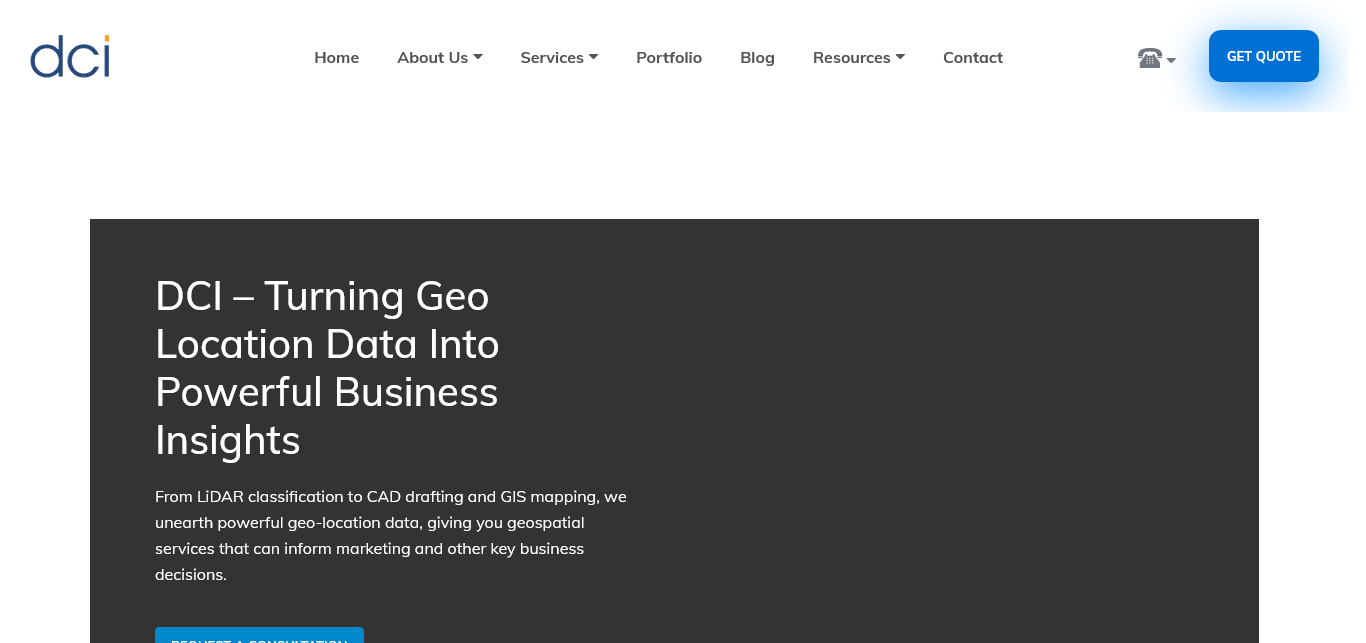 dci
Home
About Us
Services
Portfolio
Blog
Resources
Contact
GET QUOTE
DCI – Turning Geo
Location Data Into
Powerful Business
Insights
From LiDAR classification to CAD drafting and GIS mapping, we
unearth powerful geo-location data, giving you geospatial
services that can inform marketing and other key business
decisions.
REQUEST A CONSULTATION